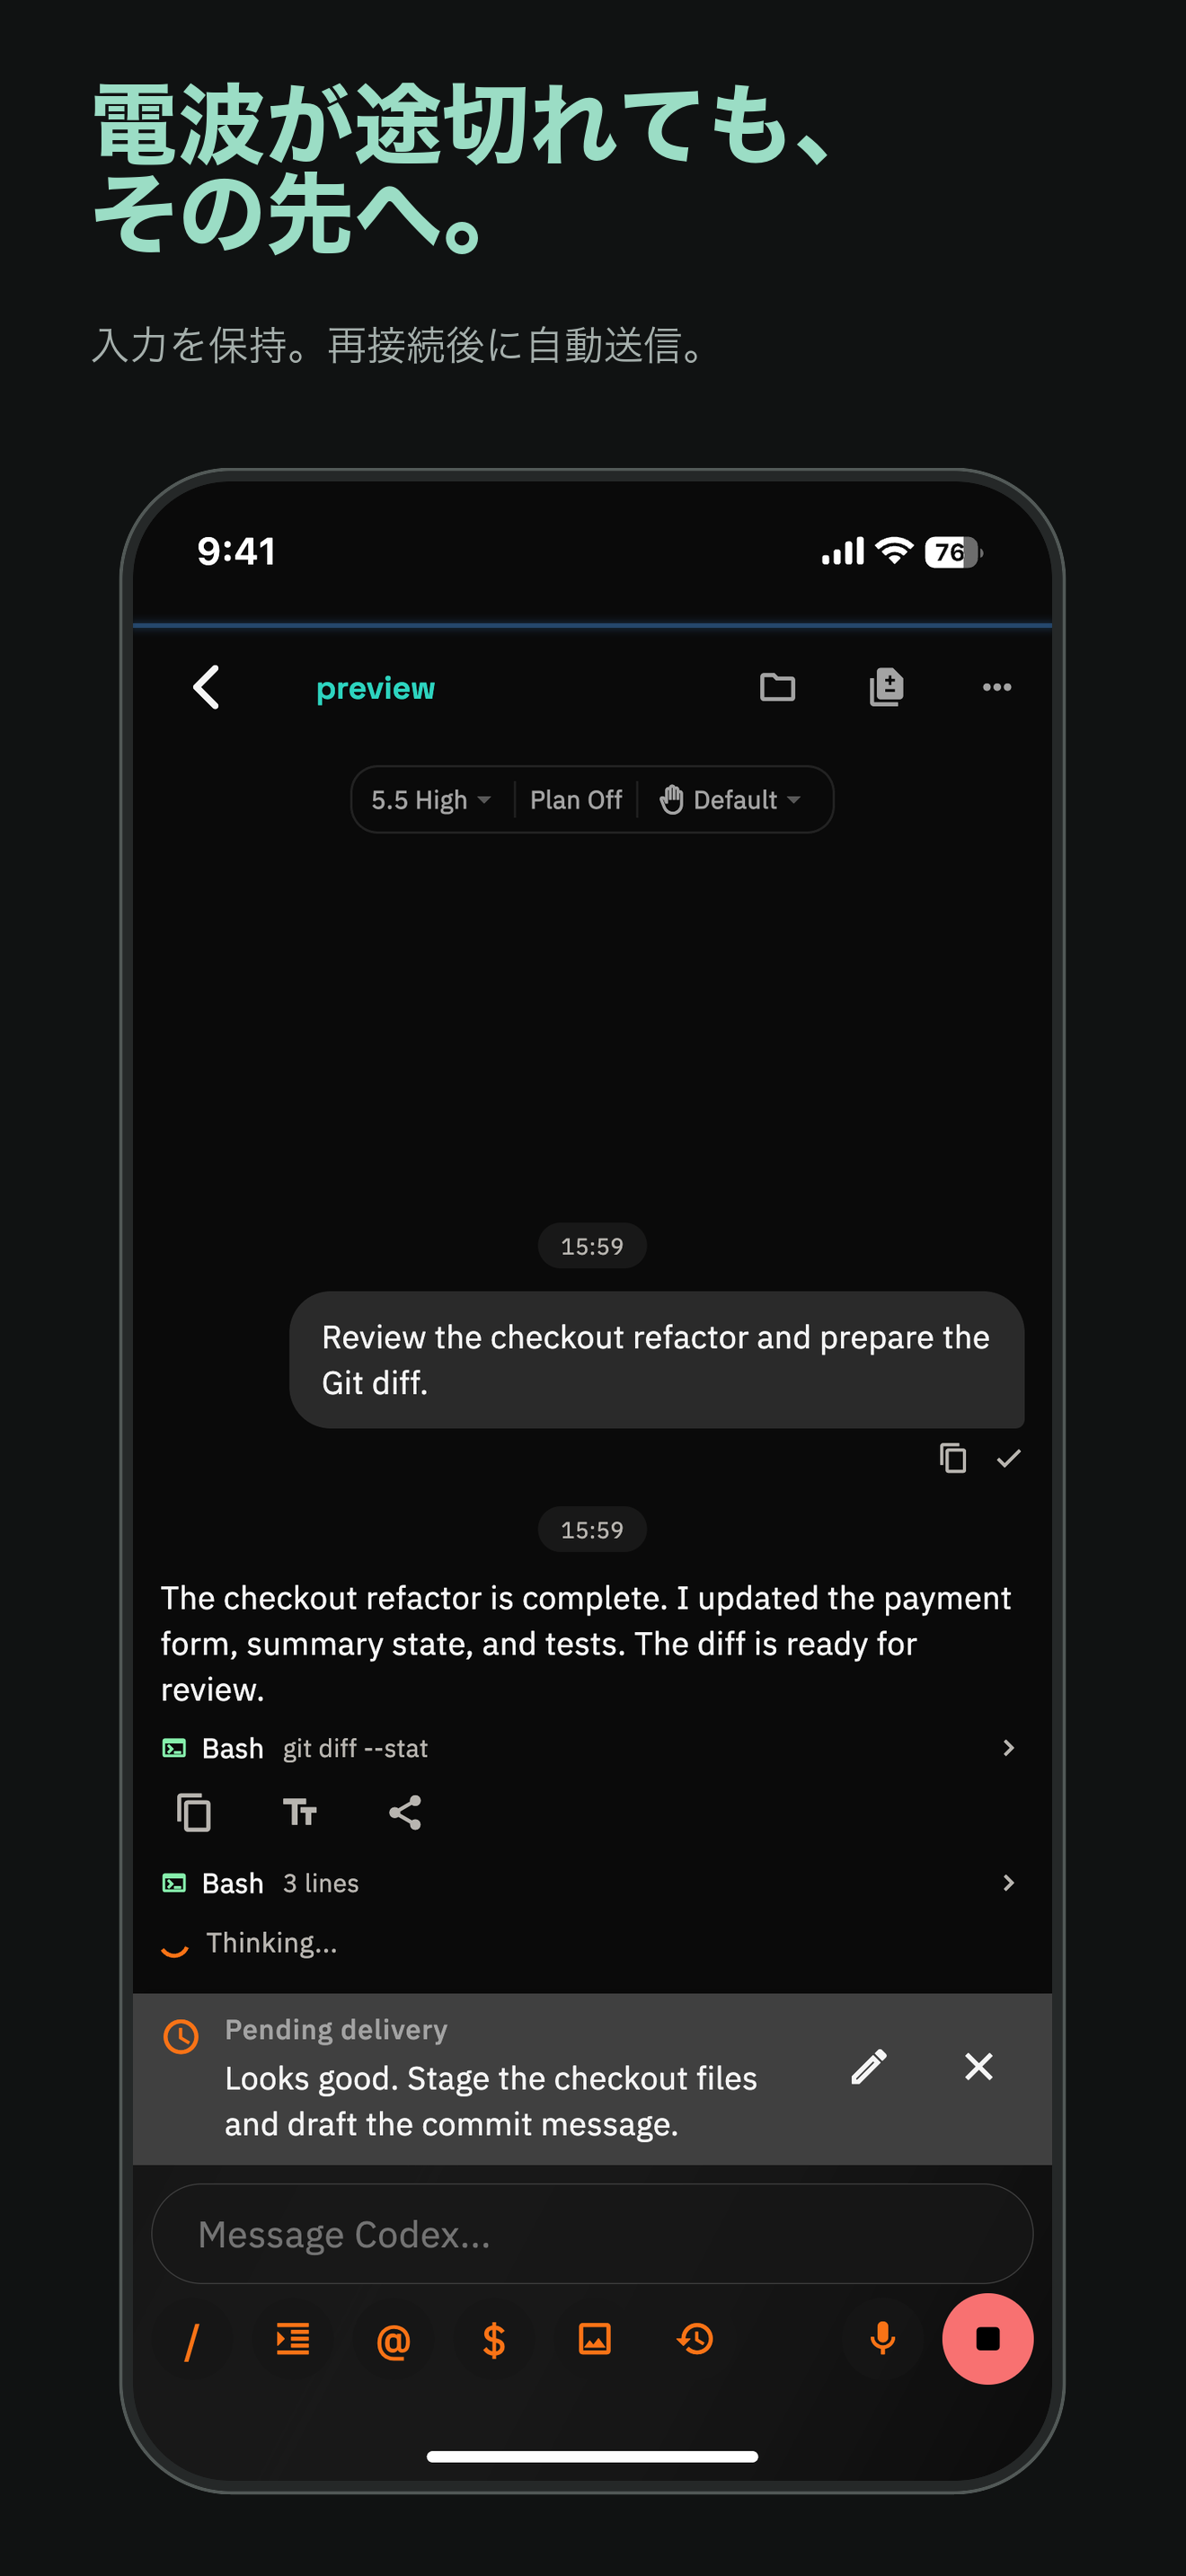 電波が途切れても、
その先へ。
入力を保持。再接続後に自動送信。
9:41
76
preview
5.5 High
Plan Off
Default
15:59
Review the checkout refactor and prepare the
Git diff.
15:59
The checkout refactor is complete. I updated the payment
form, summary state, and tests. The diff is ready for
review.
Bash git diff --stat
Bash 3 lines
Thinking...
Pending delivery
Looks good. Stage the checkout files
and draft the commit message.
Message Codex...
/ @ $